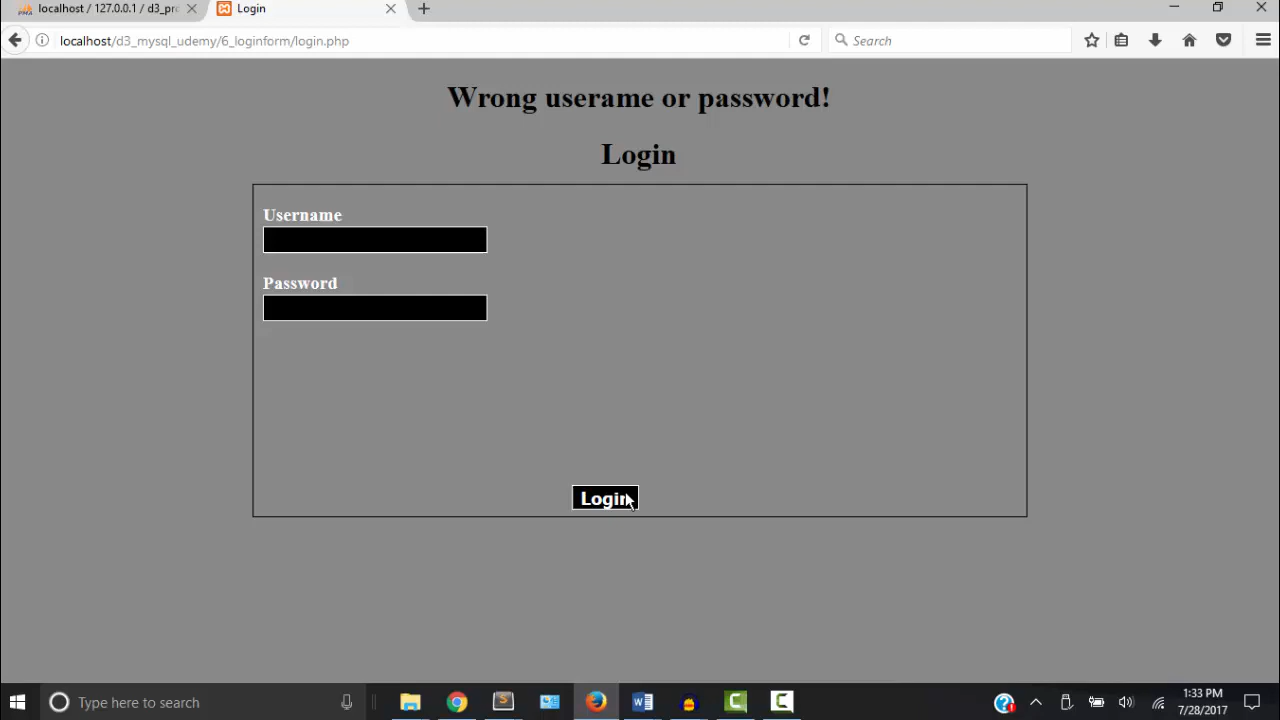 localhost / 127.0.0.1 / d3_pro
Login
localhost/d3_mysql_udemy/6_loginform/login.php
Search
Wrong userame or password!
Login
Username
Password
Login
Type here to search
1:33 PM
7/28/2017